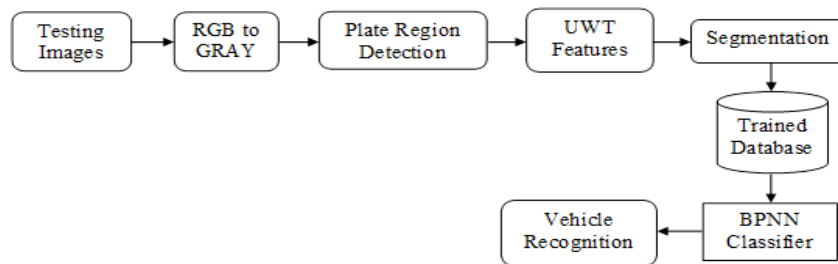 Testing
Images
RGB to
GRAY
Plate Region
Detection
UWT
Features
Segmentation
Trained
Database
BPNN
Classifier
Vehicle
Recognition